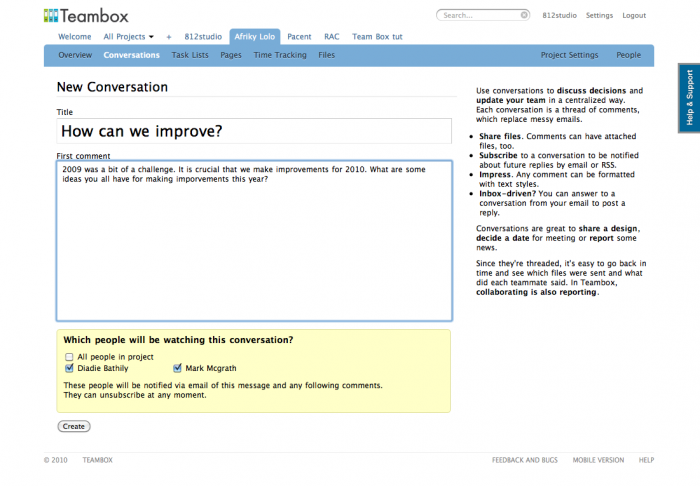 Teambox
Search...
812studio Settings Logout
Welcome All Projects + 812studio Afriky Lolo Pacent RAC Team Box tut
Overview Conversations Task Lists Pages Time Tracking Files Project Settings People
Help & Support
New Conversation
Title
How can we improve?
First comment
2009 was a bit of a challenge. It is crucial that we make improvements for 2010. What are some
ideas you all have for making imporvements this year?
Which people will be watching this conversation?
All people in project
Diadie Bathily Mark Mcgrath
These people will be notified via email of this message and any following comments.
They can unsubscribe at any moment.
Create
Use conversations to discuss decisions and
update your team in a centralized way.
Each conversation is a thread of comments,
which replace messy emails.
Share files. Comments can have attached
files, too.
Subscribe to a conversation to be notified
about future replies by email or RSS.
Impress. Any comment can be formatted
with text styles.
Inbox-driven? You can answer to a
conversation from your email to post a
reply.
Conversations are great to share a design,
decide a date for meeting or report some
news.
Since they're threaded, it's easy to go back in
time and see which files were sent and what
did each teammate said. In Teambox,
collaborating is also reporting.
© 2010 TEAMBOX
FEEDBACK AND BUGS MOBILE VERSION HELP